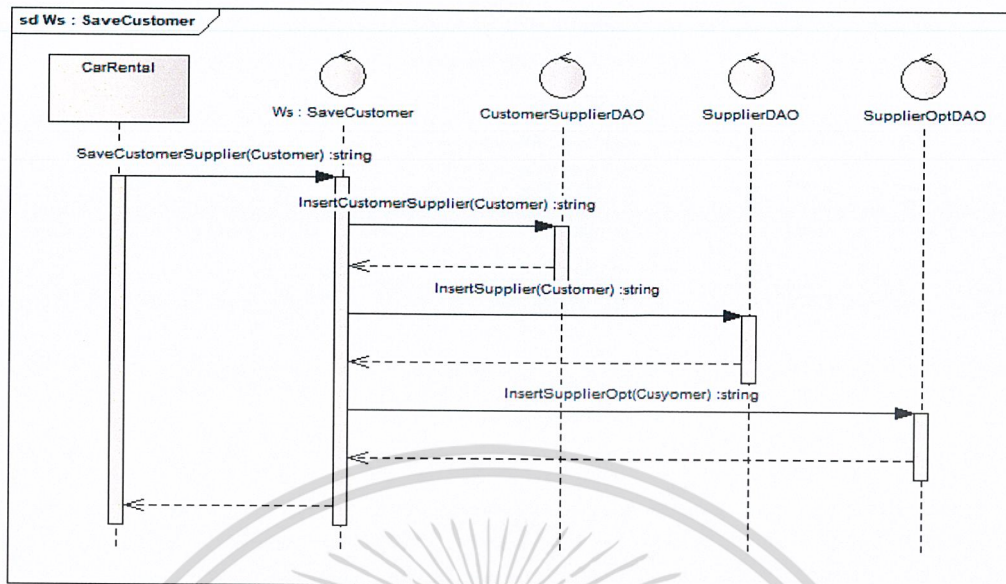 sd Ws : SaveCustomer
CarRental
Ws : SaveCustomer
CustomerSupplierDAO
SupplierDAO
SupplierOptDAO
SaveCustomerSupplier(Customer) :string
InsertCustomerSupplier(Customer) :string
InsertSupplier(Customer) :string
InsertSupplierOpt(Cusyomer) :string